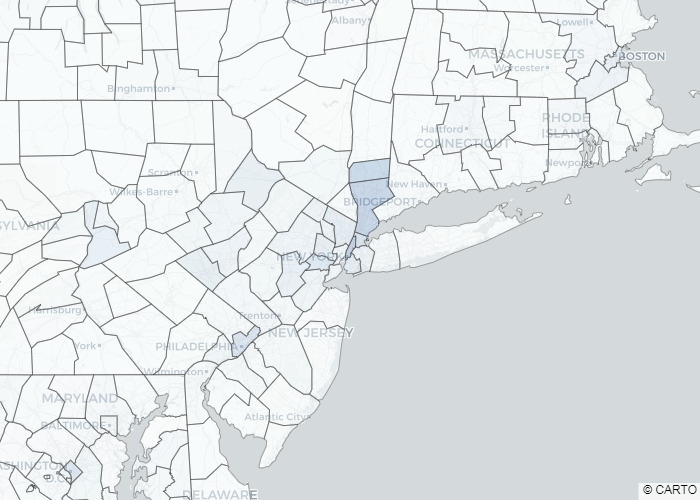 Albany
Lowell
MASSACHUSETTS
BOSTON
Worcester
Binghamton
RHODE
ISLAND
Hartford
CONNECTICUT
Newport
Scranton
New Haven
Wilkes-Barre
BRIDGEPORT
SYLVANIA
NEW YORK
Harrisburg
Trenton
NEW JERSEY
York
PHILADELPHIA
Wilmington
MARYLAND
Atlantic City
BALTIMORE
WASHINGTON
D.C.
DELAWARE
© CARTO